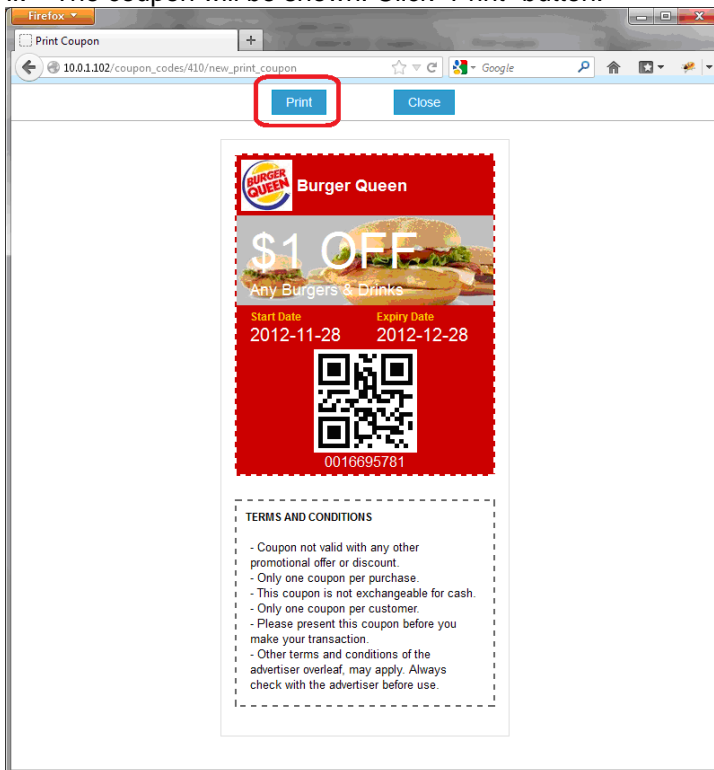 The coupon will be shown. Click "Print" button.
Firefox
Print Coupon
+
10.0.1.102/coupon_codes/410/new_print_coupon
Google
Print
Close
BURGER
QUEEN
Burger Queen
$1 OFF
Any Burgers & Drinks
Start Date
Expiry Date
2012-11-28
2012-12-28
0016695781
TERMS AND CONDITIONS
- Coupon not valid with any other
promotional offer or discount.
- Only one coupon per purchase.
- This coupon is not exchangeable for cash.
- Only one coupon per customer.
- Please present this coupon before you
make your transaction.
- Other terms and conditions of the
advertiser overleaf, may apply. Always
check with the advertiser before use.